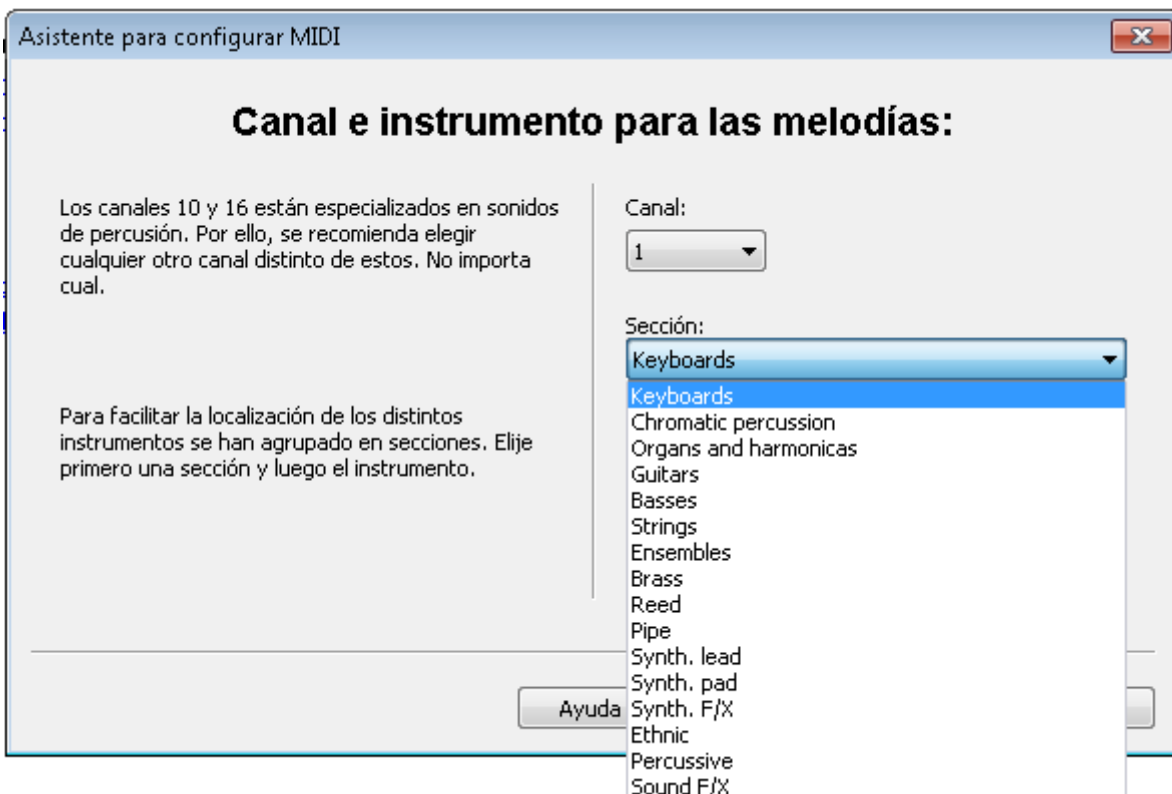 Asistente para configurar MIDI
Canal e instrumento para las melodías:
Los canales 10 y 16 están especializados en sonidos
de percusión. Por ello, se recomienda elegir
cualquier otro canal distinto de estos. No importa
cual.
Para facilitar la localización de los distintos
instrumentos se han agrupado en secciones. Elije
primero una sección y luego el instrumento.
Canal:
1
Sección:
Keyboards
Keyboards
Chromatic percussion
Organs and harmonicas
Guitars
Basses
Strings
Ensembles
Brass
Reed
Pipe
Synth. lead
Synth. pad
Synth. F/X
Ethnic
Percussive
Sound F/X
Ayuda